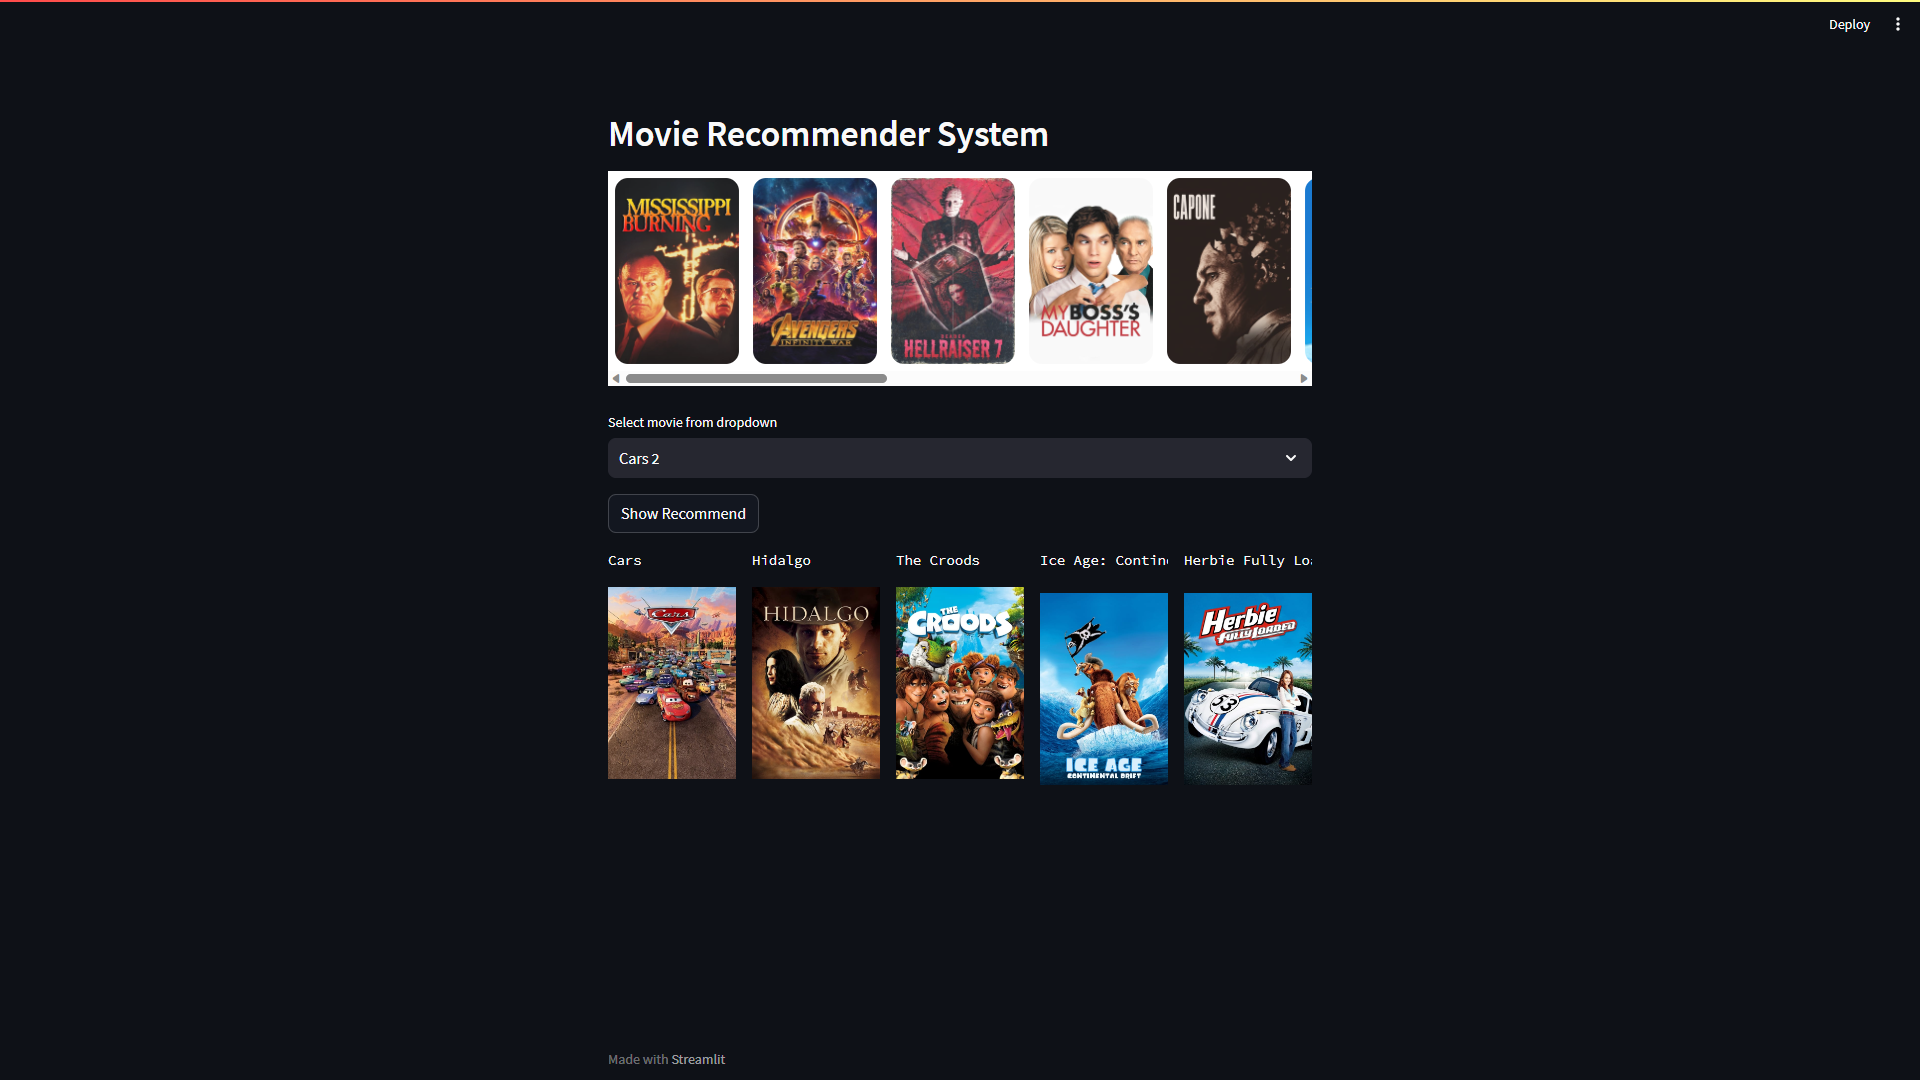 Deploy
Movie Recommender System
MISSISSIPPI
BURNING
AVENGERS
INFINITY WAR
HELLRAISER 7
MY BOSS'$
DAUGHTER
CAPONE
Select movie from dropdown
Cars 2
Show Recommend
Cars
Hidalgo
The Croods
Ice Age: Contin
Herbie Fully Lo
Cars
HIDALGO
THE
CROODS
ICE AGE
CONTINENTAL DRIFT
Herbie
FULLY LOADED
53
Made with Streamlit